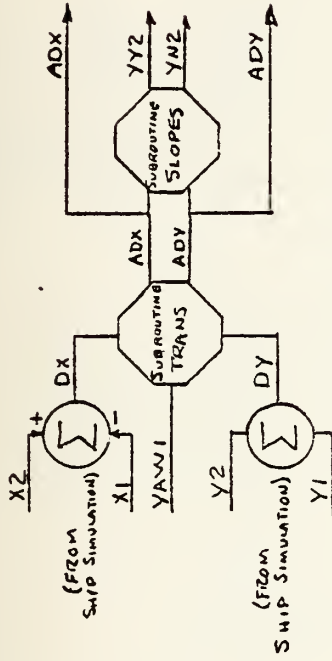 X2
+
(FROM
SHIP SIMULATION)
X1
-
Σ
DX
YAW1
SUBROUTINE
TRANS
ADX
ADY
SUBROUTINE
SLOPES
ADX
YY2
YN2
ADY
Y2
(FROM
SHIP SIMULATION)
Y1
Σ
DY